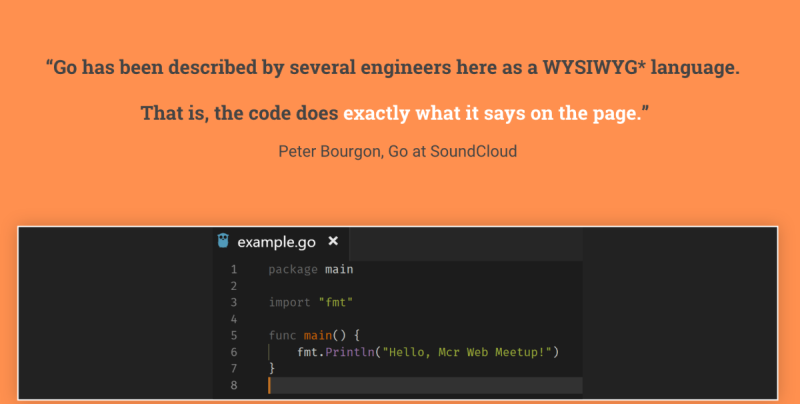 “Go has been described by several engineers here as a WYSIWYG* language.
That is, the code does exactly what it says on the page.”
Peter Bourgon, Go at SoundCloud
example.go ×
1 package main
2
3 import "fmt"
4
5 func main() {
6     fmt.Println("Hello, Mcr Web Meetup!")
7 }
8